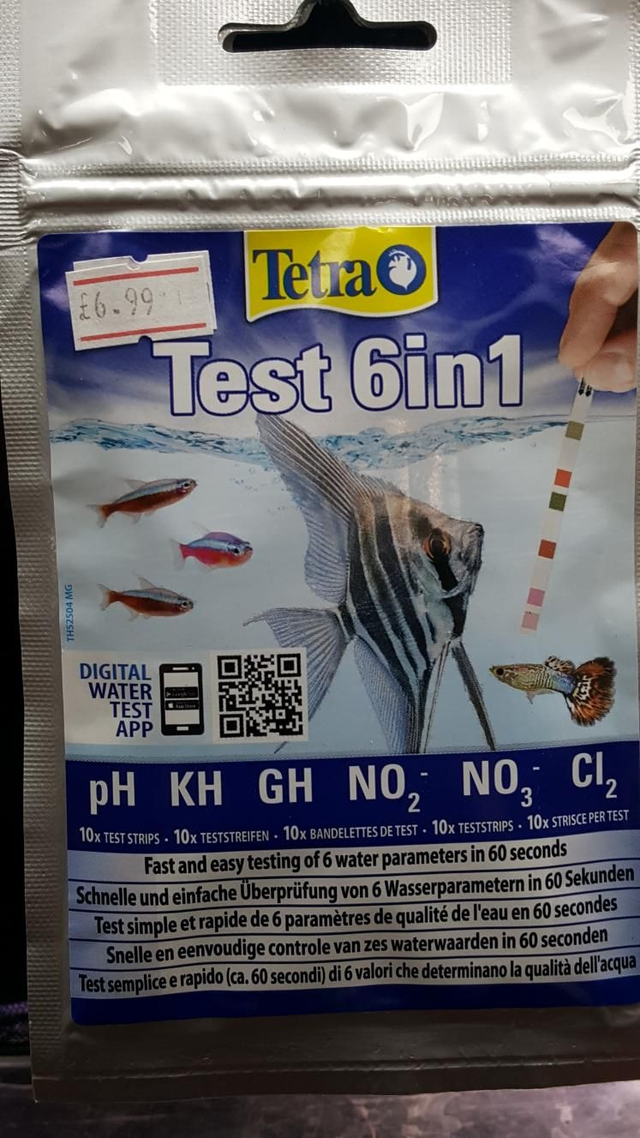 £6.99
Tetra
Test 6in1
TH52504 MG
DIGITAL
WATER
TEST
APP
pH KH GH NO₂⁻ NO₃⁻ Cl₂
10x TEST STRIPS · 10x TESTSTREIFEN · 10x BANDELETTES DE TEST · 10x TESTSTRIPS · 10x STRISCE PER TEST
Fast and easy testing of 6 water parameters in 60 seconds
Schnelle und einfache Überprüfung von 6 Wasserparametern in 60 Sekunden
Test simple et rapide de 6 paramètres de qualité de l'eau en 60 secondes
Snelle en eenvoudige controle van zes waterwaarden in 60 seconden
Test semplice e rapido (ca. 60 secondi) di 6 valori che determinano la qualità dell'acqua